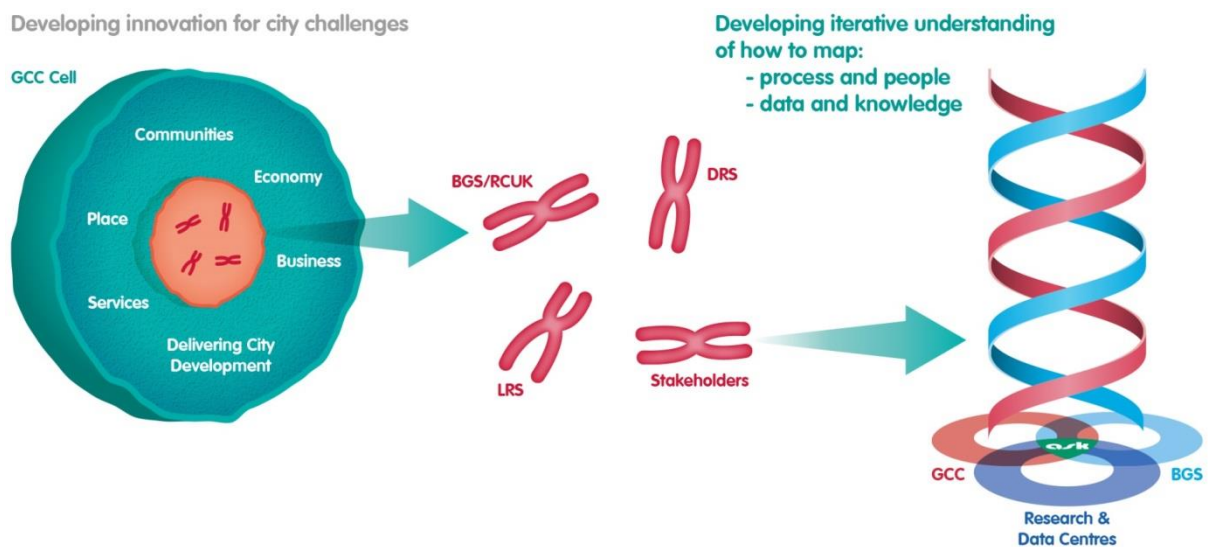 Developing innovation for city challenges
GCC Cell
Communities
Economy
Place
Business
Services
Delivering City
Development
BGS/RCUK
DRS
LRS
Stakeholders
Developing iterative understanding
of how to map:
- process and people
- data and knowledge
ask
GCC
BGS
Research &
Data Centres